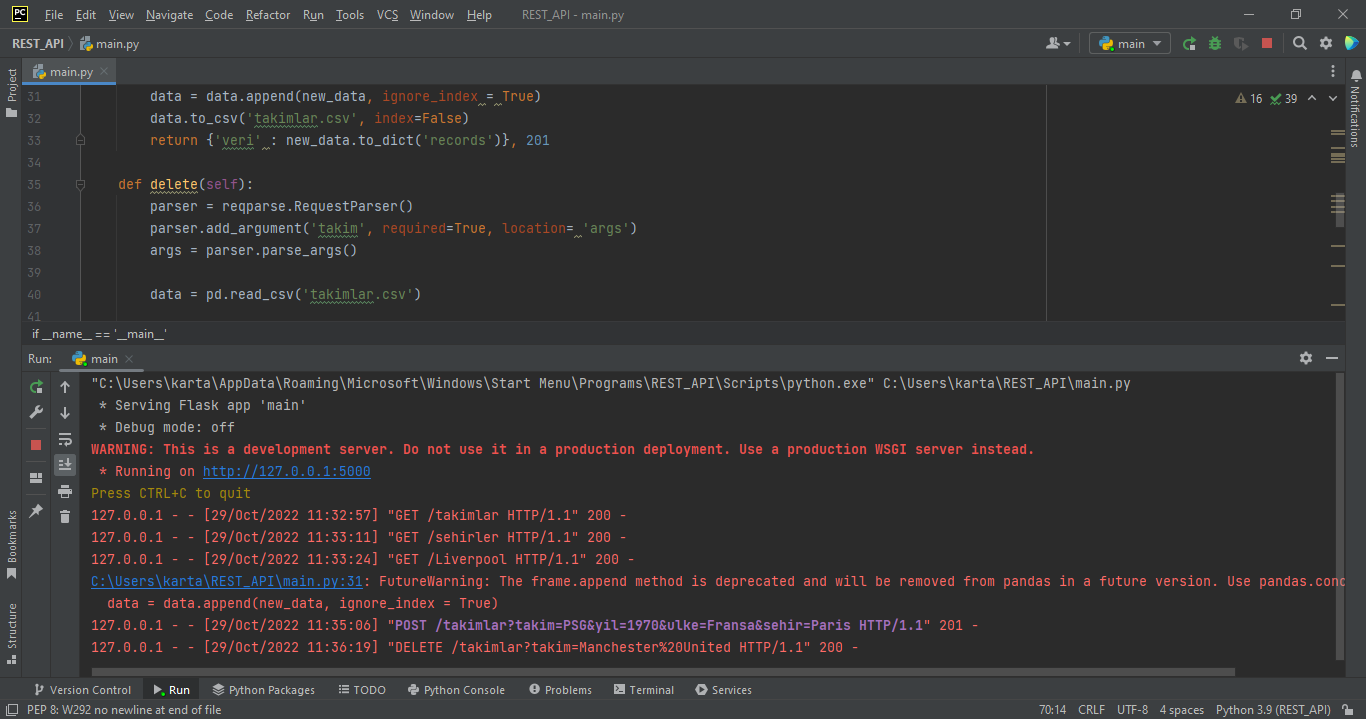 File Edit View Navigate Code Refactor Run Tools VCS Window Help REST_API - main.py
REST_API main.py main
Project
main.py
Notifications
31 data = data.append(new_data, ignore_index = True)
16 39
32 data.to_csv('takimlar.csv', index=False)
33 return {'veri' : new_data.to_dict('records')}, 201
34
35 def delete(self):
36 parser = reqparse.RequestParser()
37 parser.add_argument('takim', required=True, location= 'args')
38 args = parser.parse_args()
39
40 data = pd.read_csv('takimlar.csv')
41
if __name__ == '__main__'
Run: main
"C:\Users\karta\AppData\Roaming\Microsoft\Windows\Start Menu\Programs\REST_API\Scripts\python.exe" C:\Users\karta\REST_API\main.py
* Serving Flask app 'main'
* Debug mode: off
WARNING: This is a development server. Do not use it in a production deployment. Use a production WSGI server instead.
* Running on http://127.0.0.1:5000
Press CTRL+C to quit
127.0.0.1 - - [29/Oct/2022 11:32:57] "GET /takimlar HTTP/1.1" 200 -
127.0.0.1 - - [29/Oct/2022 11:33:11] "GET /sehirler HTTP/1.1" 200 -
127.0.0.1 - - [29/Oct/2022 11:33:24] "GET /Liverpool HTTP/1.1" 200 -
C:\Users\karta\REST_API\main.py:31: FutureWarning: The frame.append method is deprecated and will be removed from pandas in a future version. Use pandas.conc
data = data.append(new_data, ignore_index = True)
127.0.0.1 - - [29/Oct/2022 11:35:06] "POST /takimlar?takim=PSG&yil=1970&ulke=Fransa&sehir=Paris HTTP/1.1" 201 -
127.0.0.1 - - [29/Oct/2022 11:36:19] "DELETE /takimlar?takim=Manchester%20United HTTP/1.1" 200 -
Bookmarks
Structure
Version Control Run Python Packages TODO Python Console Problems Terminal Services
PEP 8: W292 no newline at end of file 70:14 CRLF UTF-8 4 spaces Python 3.9 (REST_API)